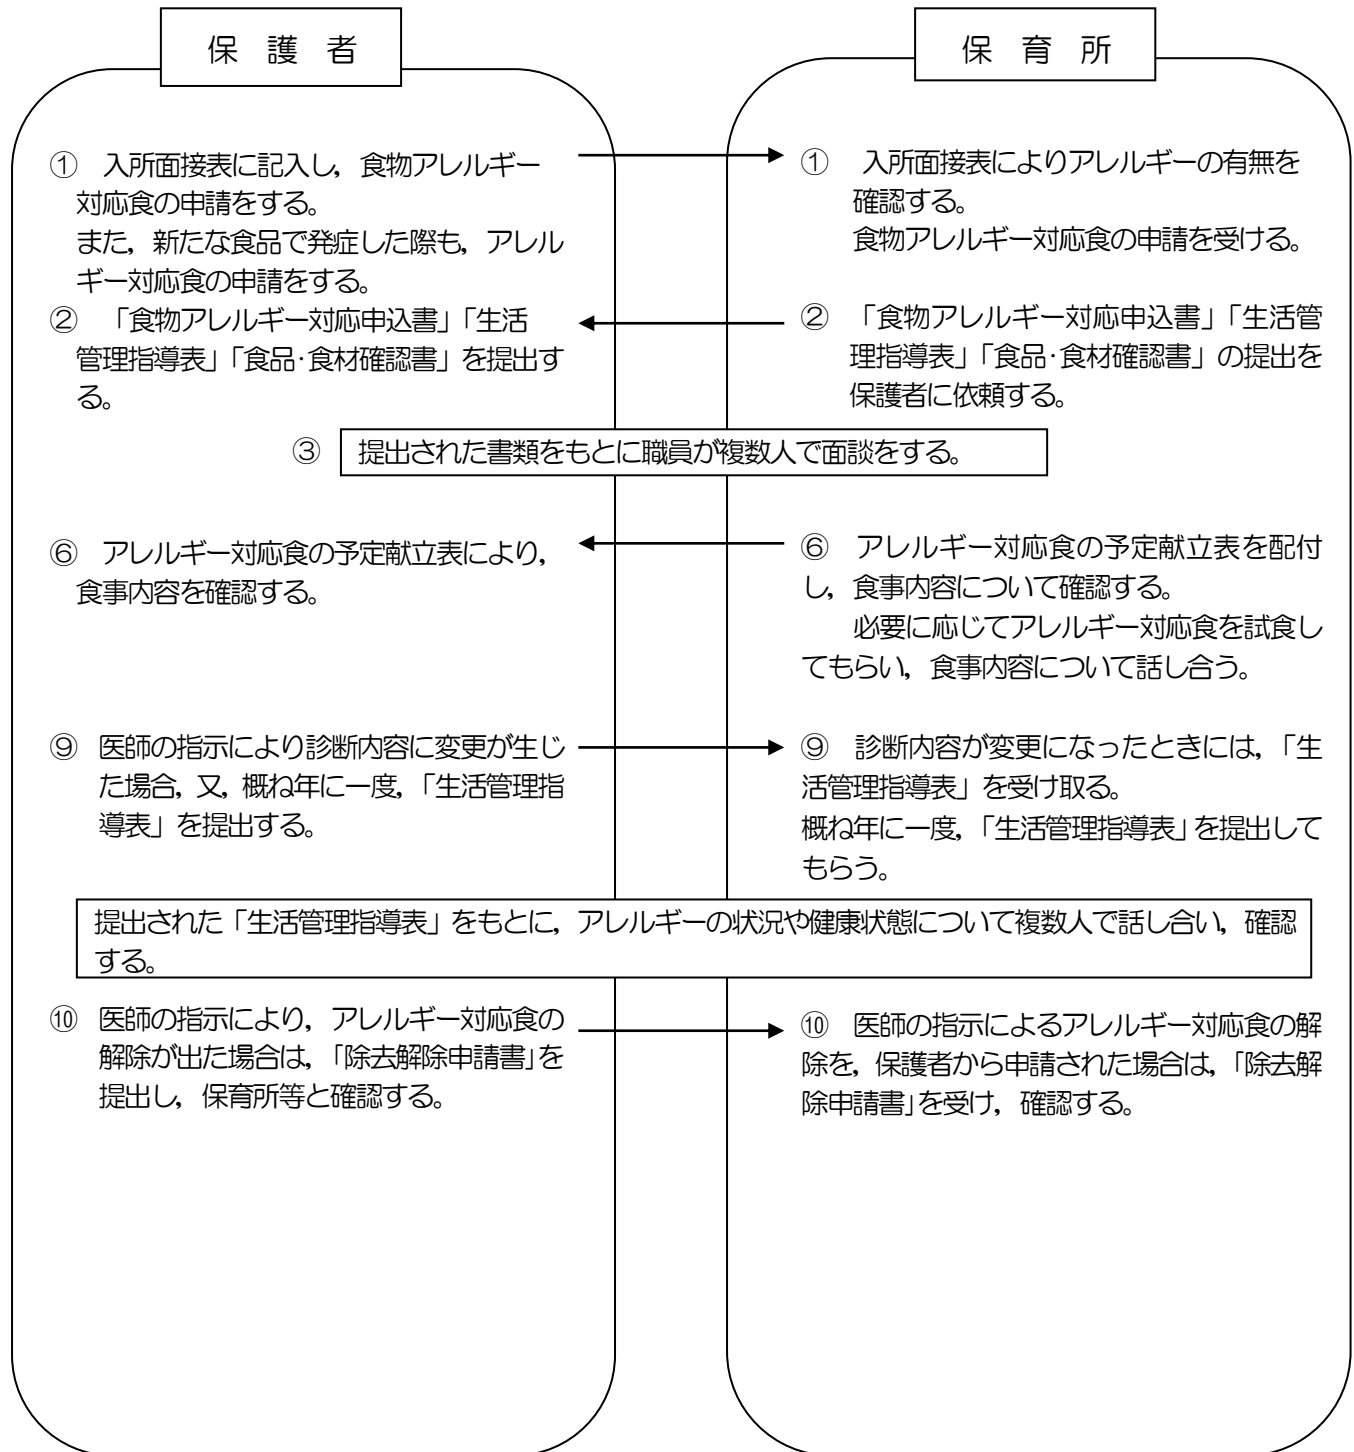 保 護 者
保 育 所
① 入所面接表に記入し，食物アレルギー
対応食の申請をする。
また，新たな食品で発症した際も，アレル
ギー対応食の申請をする。
② 「食物アレルギー対応申込書」「生活
管理指導表」「食品・食材確認書」を提出す
る。
① 入所面接表によりアレルギーの有無を
確認する。
食物アレルギー対応食の申請を受ける。
② 「食物アレルギー対応申込書」「生活管
理指導表」「食品・食材確認書」の提出を
保護者に依頼する。
③ 提出された書類をもとに職員が複数人で面談をする。
⑥ アレルギー対応食の予定献立表により，
食事内容を確認する。
⑥ アレルギー対応食の予定献立表を配付
し，食事内容について確認する。
必要に応じてアレルギー対応食を試食し
てもらい，食事内容について話し合う。
⑨ 医師の指示により診断内容に変更が生じ
た場合，又，概ね年に一度，「生活管理指
導表」を提出する。
⑨ 診断内容が変更になったときには，「生
活管理指導表」を受け取る。
概ね年に一度，「生活管理指導表」を提出して
もらう。
提出された「生活管理指導表」をもとに，アレルギーの状況や健康状態について複数人で話し合い，確認
する。
⑩ 医師の指示により，アレルギー対応食の
解除が出た場合は，「除去解除申請書」を
提出し，保育所等と確認する。
⑩ 医師の指示によるアレルギー対応食の解
除を，保護者から申請された場合は，「除去解
除申請書」を受け，確認する。